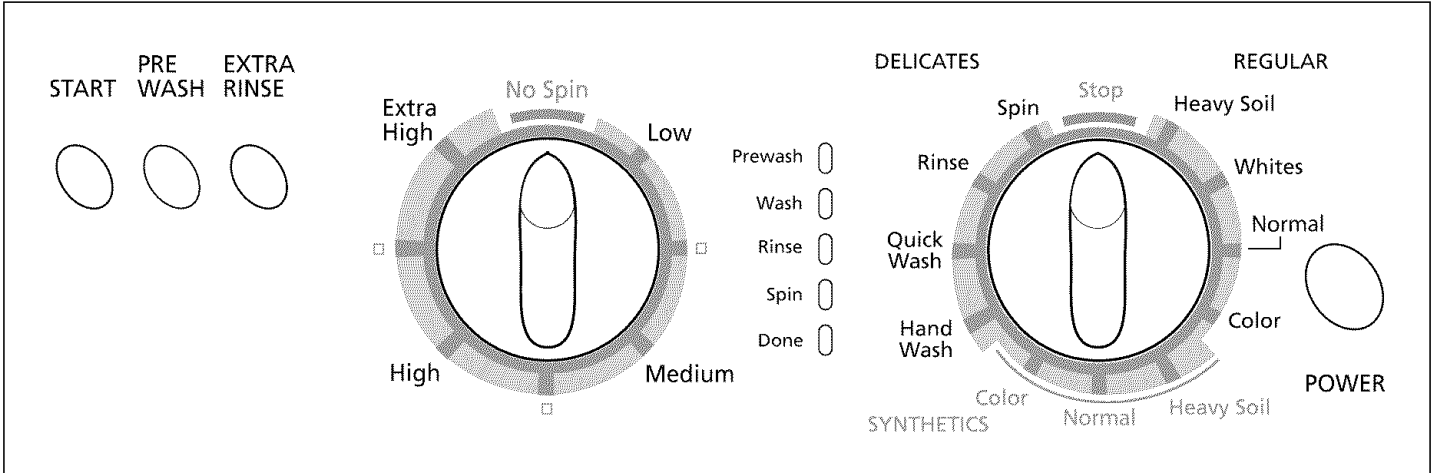 START
PRE
WASH
EXTRA
RINSE
No Spin
Extra
High
Low
High
Medium
Prewash
Wash
Rinse
Spin
Done
DELICATES
REGULAR
Stop
Spin
Heavy Soil
Rinse
Whites
Quick
Wash
Normal
Hand
Wash
Color
Color
Normal
Heavy Soil
SYNTHETICS
POWER